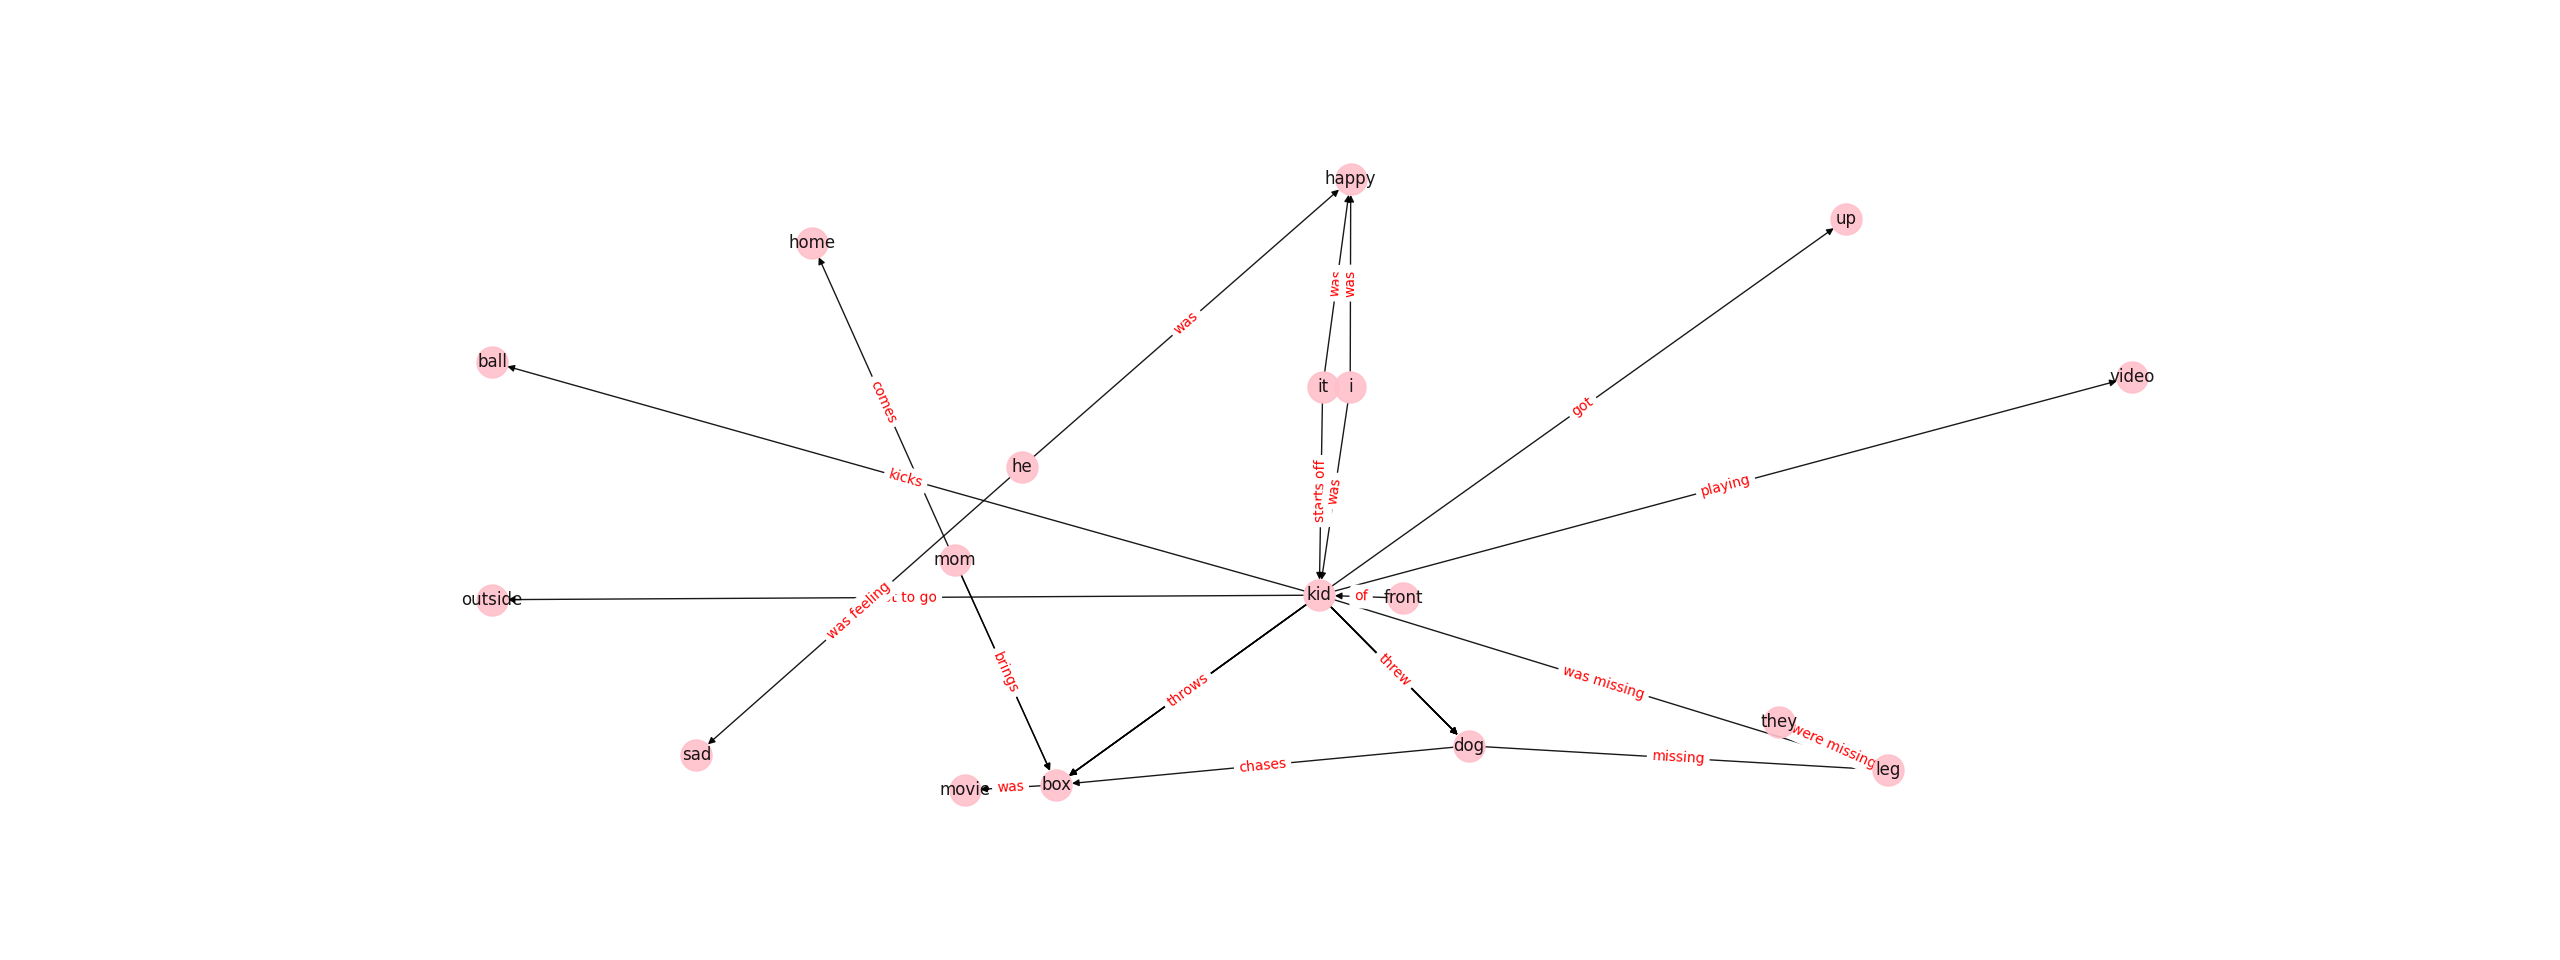 happy
up
home
was
was
was
ball
video
it
i
comes
got
he
kicks
playing
starts off
was
mom
outside
to go
kid
of
front
was feeling
brings
throws
threw
was missing
they
were missing
sad
dog
missing
leg
chases
movie
was
box